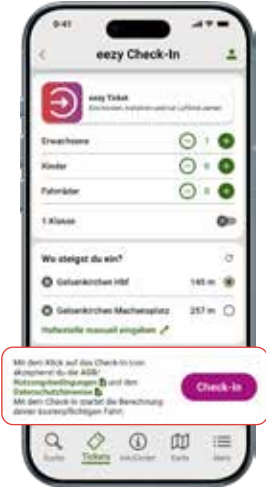 9:41
eezy Check-In
eezy Ticket
Einchecken, losfahren und zur Luftlinie zahlen
Erwachsene 1
Kinder 0
Fahrräder 0
1 Klasse
Wo steigst du ein?
Gelsenkirchen Hbf 145 m
Gelsenkirchen Machensplatz 257 m
Haltestelle manuell eingeben
Mit dem Klick auf das Check-In Icon
akzeptierst du die AGB/
Nutzungsbedingungen und den
Datenschutzhinweise
Mit dem Check-In startet die Berechnung
deiner kostenpflichtigen Fahrt.
Check-In
Suche
Tickets
Info/Center
Karte
Menü